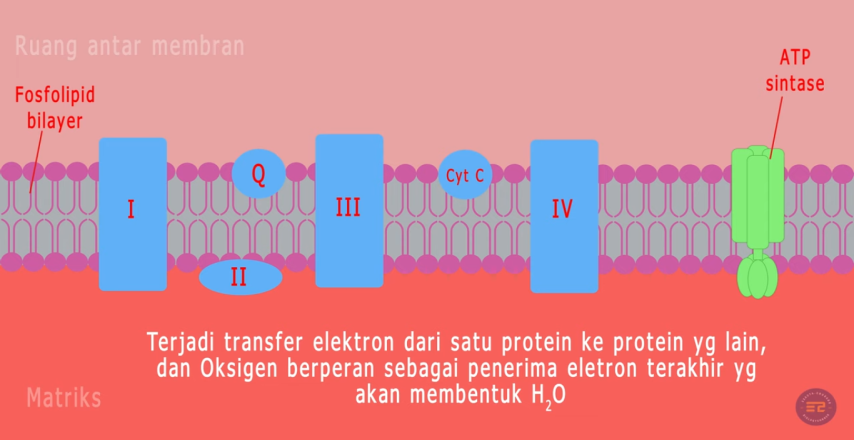 Ruang antar membran
ATP
sintase
Fosfolipid
bilayer
I
Q
II
III
Cyt C
IV
Terjadi transfer elektron dari satu protein ke protein yg lain,
dan Oksigen berperan sebagai penerima eletron terakhir yg
akan membentuk H₂O
Matriks